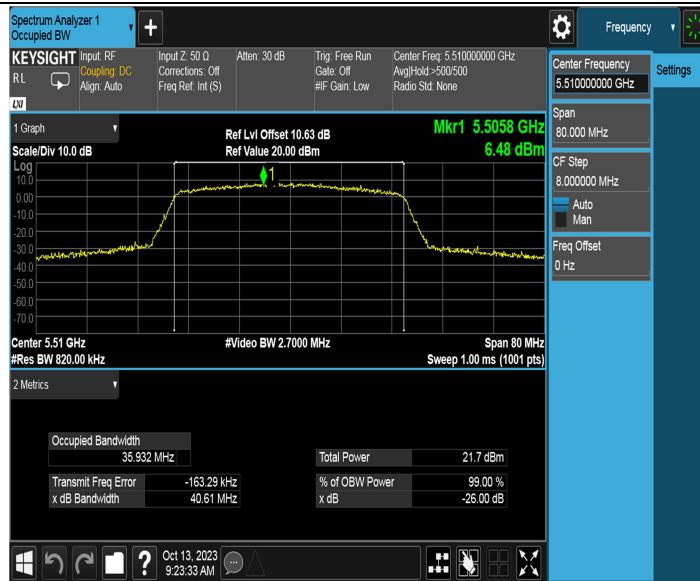 Spectrum Analyzer 1
Occupied BW
Frequency
KEYSIGHT
R L
LXI
Input: RF
Coupling: DC
Align: Auto
Input Z: 50 Ω
Corrections: Off
Freq Ref: Int (S)
Atten: 30 dB
Trig: Free Run
Gate: Off
#IF Gain: Low
Center Freq: 5.510000000 GHz
Avg|Hold:>500/500
Radio Std: None
Center Frequency
5.510000000 GHz
Settings
Span
80.000 MHz
CF Step
8.000000 MHz
Auto
Man
Freq Offset
0 Hz
1 Graph
Scale/Div 10.0 dB
Ref Lvl Offset 10.63 dB
Ref Value 20.00 dBm
Mkr1 5.5058 GHz
6.48 dBm
Log
10.0
0.00
-10.0
-20.0
-30.0
-40.0
-50.0
-60.0
-70.0
1
Center 5.51 GHz
#Res BW 820.00 kHz
#Video BW 2.7000 MHz
Span 80 MHz
Sweep 1.00 ms (1001 pts)
2 Metrics
Occupied Bandwidth
35.932 MHz
Total Power 21.7 dBm
Transmit Freq Error -163.29 kHz
% of OBW Power 99.00 %
x dB Bandwidth 40.61 MHz
x dB -26.00 dB
?
Oct 13, 2023
9:23:33 AM